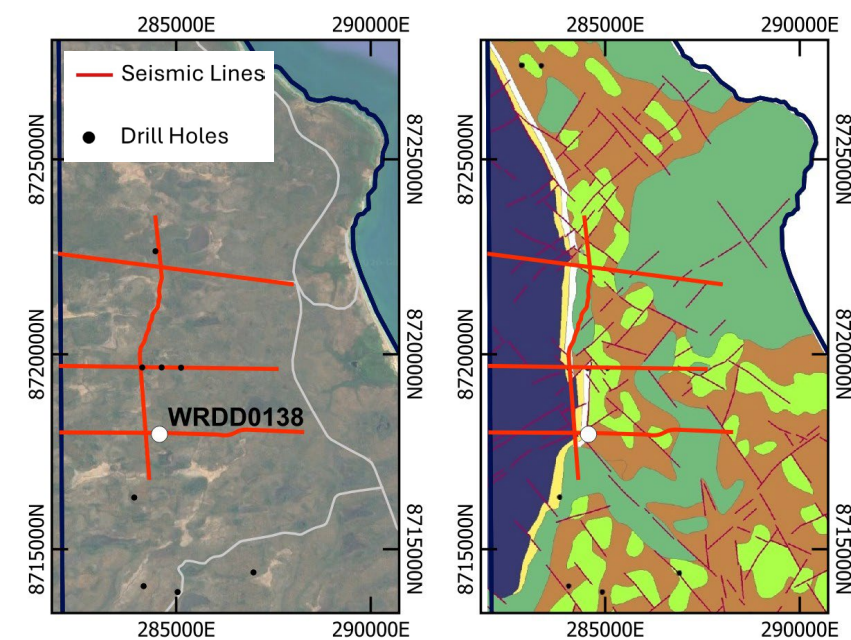 285000E 290000E 285000E 290000E
Seismic Lines
Drill Holes
8725000N 8725000N 8725000N 8725000N
8720000N 8720000N 8720000N 8720000N
WRDD0138
8715000N 8715000N 8715000N 8715000N
285000E 290000E 285000E 290000E